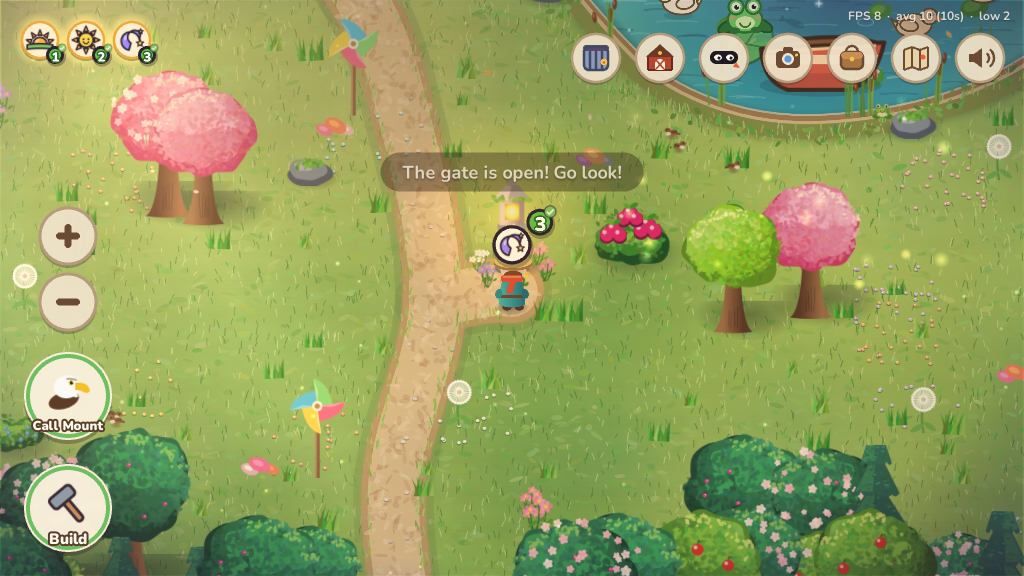 FPS 8 · avg 10 (10s) · low 2
1
2
3
The gate is open! Go look!
3
Call Mount
Build